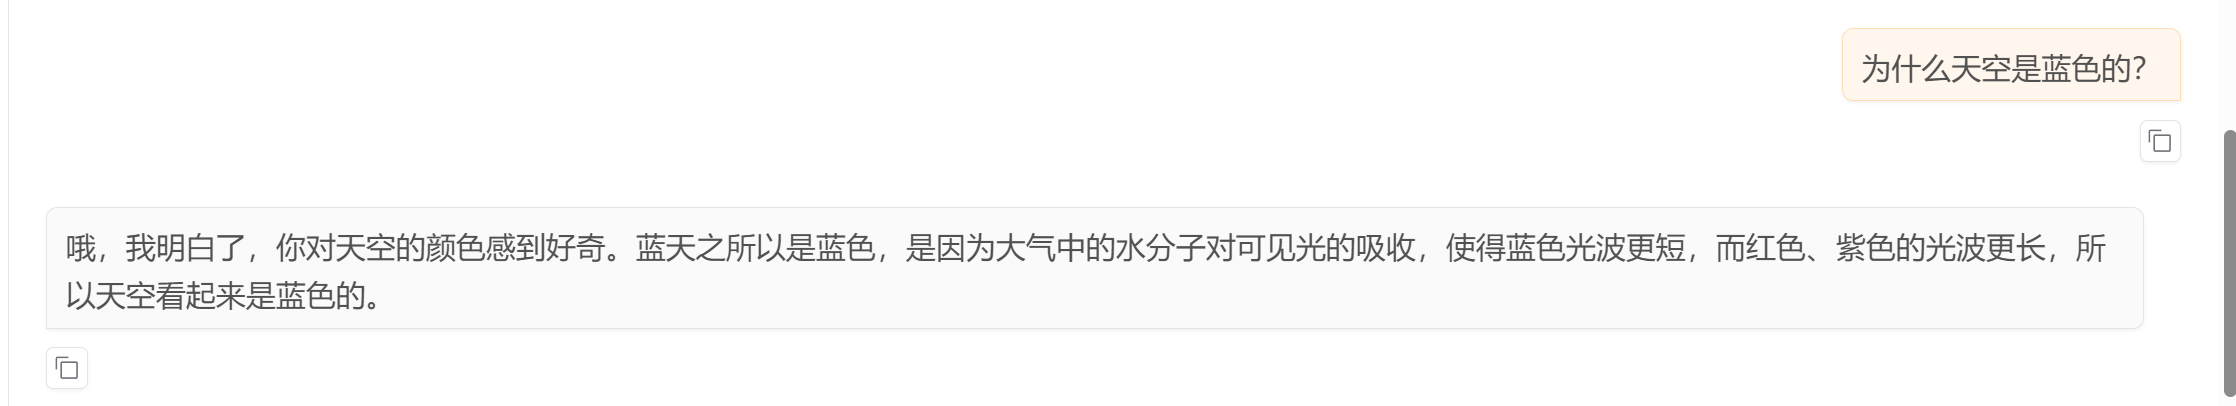 为什么天空是蓝色的？
哦，我明白了，你对天空的颜色感到好奇。蓝天之所以是蓝色，是因为大气中的水分子对可见光的吸收，使得蓝色光波更短，而红色、紫色的光波更长，所
以天空看起来是蓝色的。